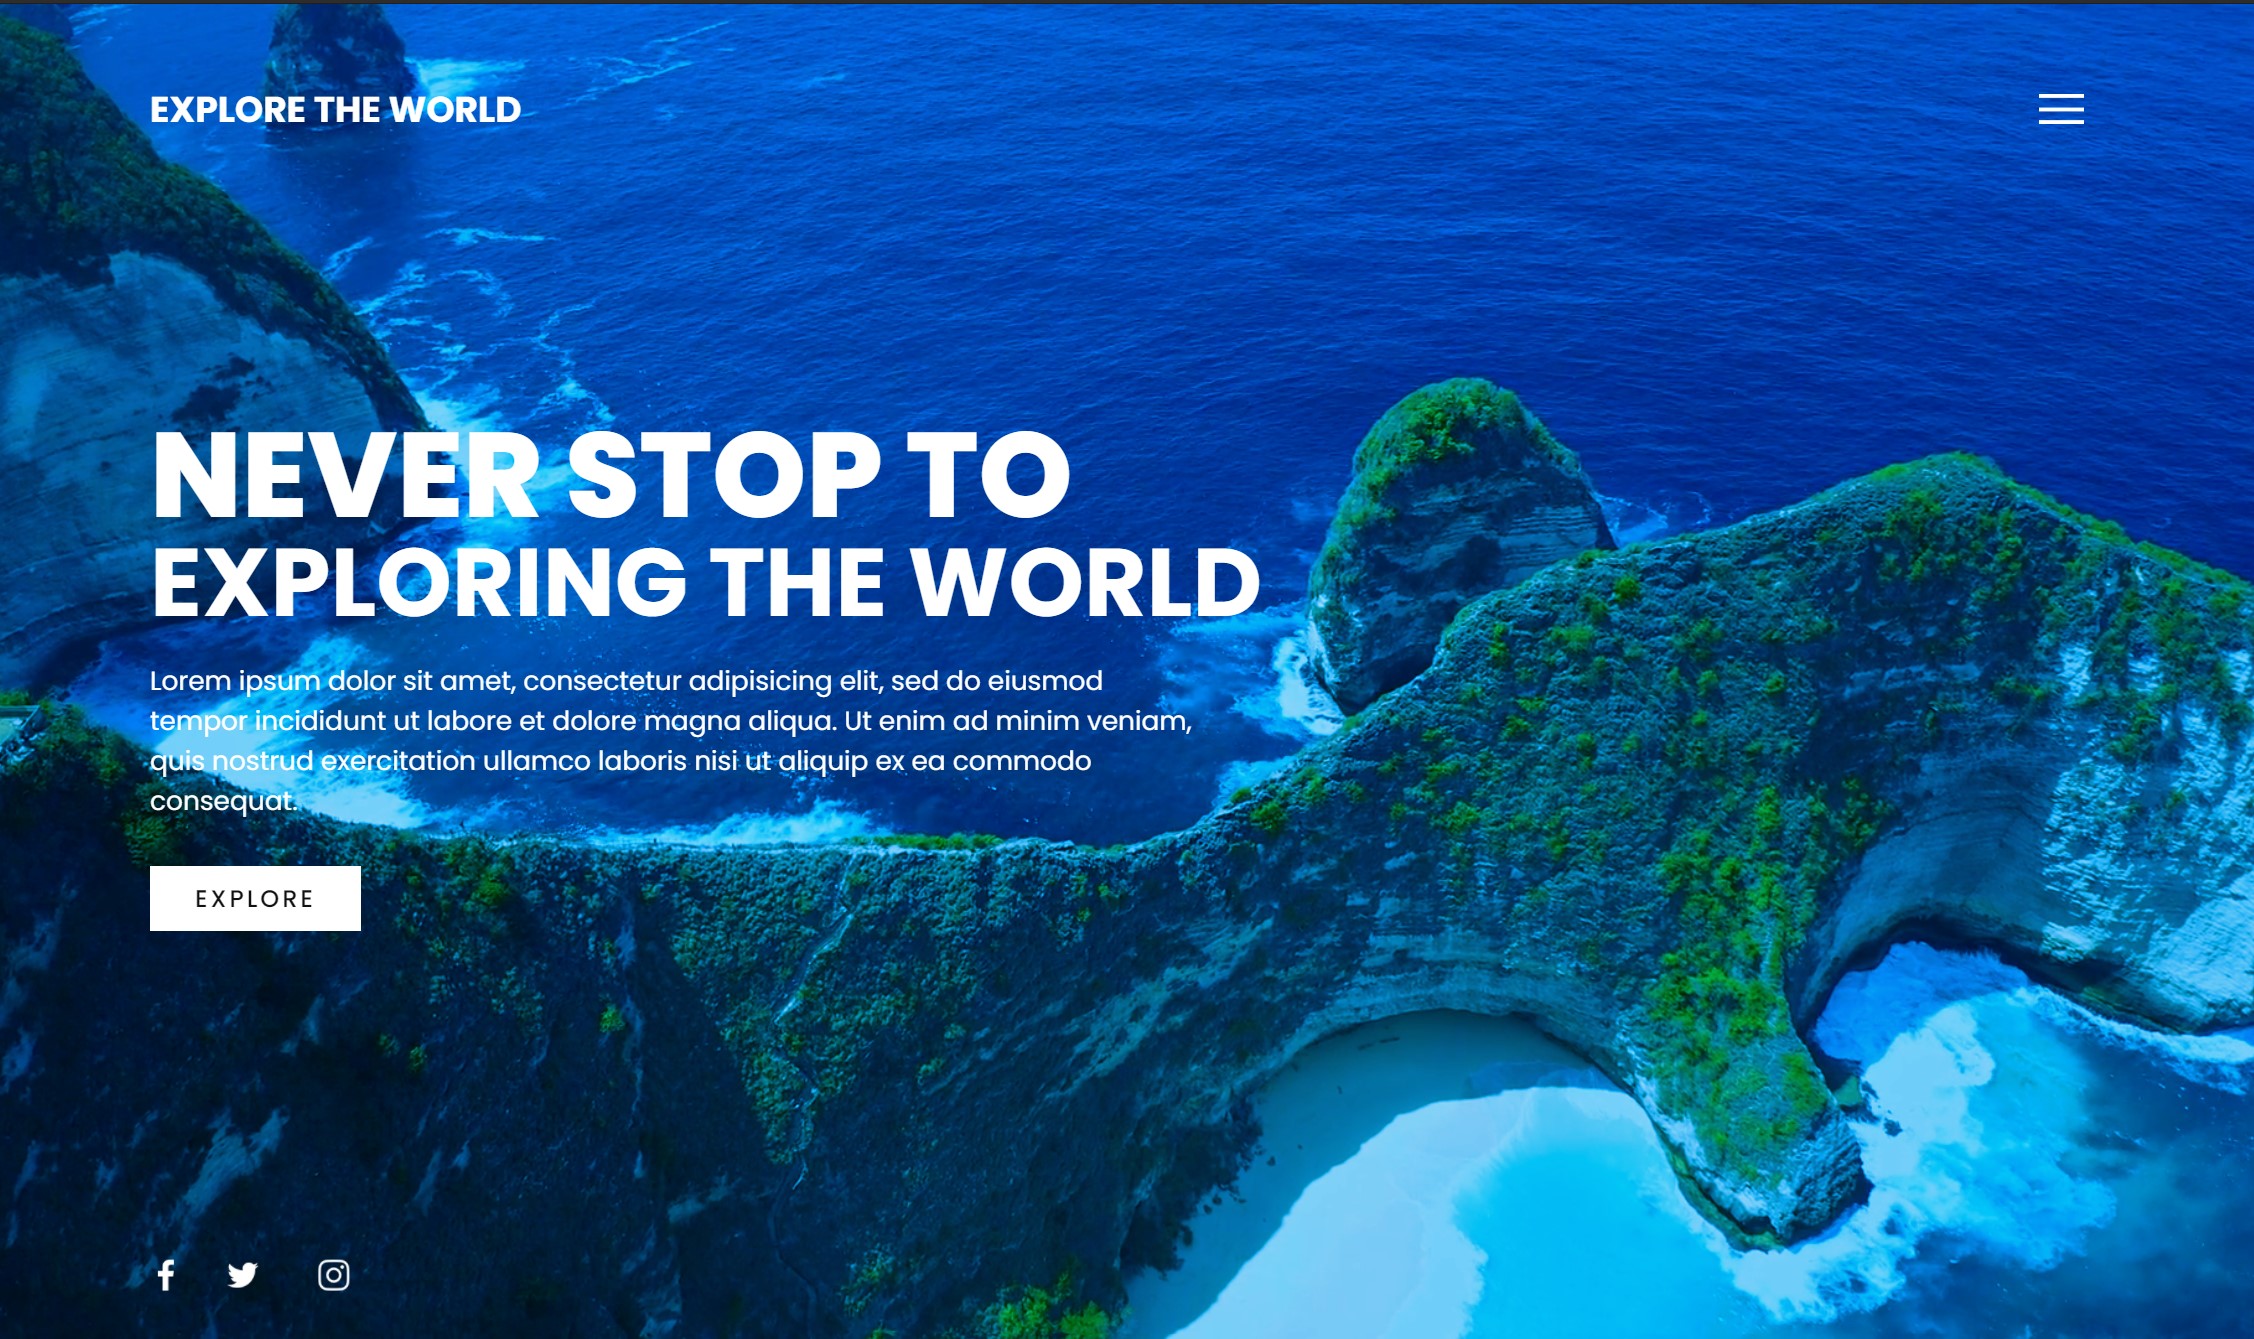 EXPLORE THE WORLD
NEVER STOP TO
EXPLORING THE WORLD
Lorem ipsum dolor sit amet, consectetur adipisicing elit, sed do eiusmod
tempor incididunt ut labore et dolore magna aliqua. Ut enim ad minim veniam,
quis nostrud exercitation ullamco laboris nisi ut aliquip ex ea commodo
consequat.
EXPLORE